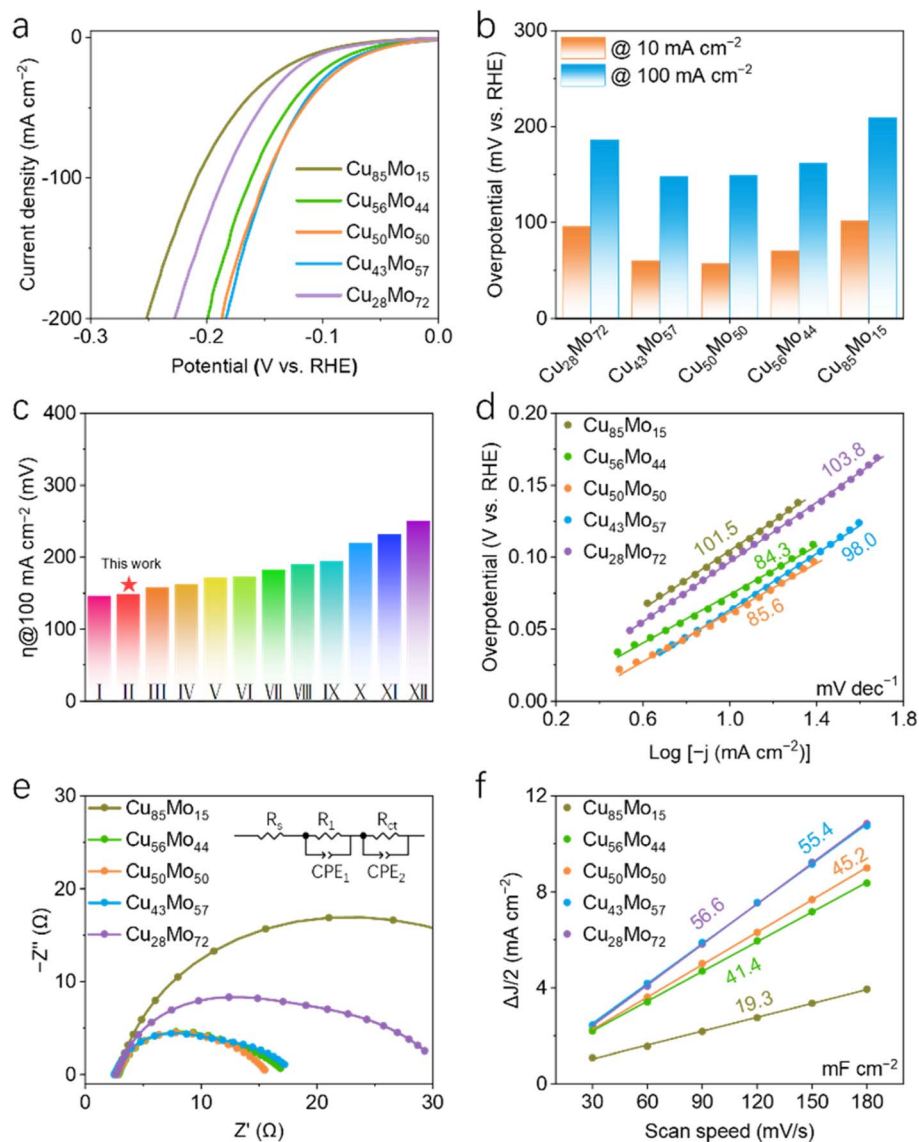 a
Current density (mA cm⁻²)
0
-100
-200
-0.3 -0.2 -0.1 0.0
Potential (V vs. RHE)
Cu₈₅Mo₁₅
Cu₅₆Mo₄₄
Cu₅₀Mo₅₀
Cu₄₃Mo₅₇
Cu₂₈Mo₇₂
b
Overpotential (mV vs. RHE)
300
200
100
0
@ 10 mA cm⁻²
@ 100 mA cm⁻²
Cu₂₈Mo₇₂ Cu₄₃Mo₅₇ Cu₅₀Mo₅₀ Cu₅₆Mo₄₄ Cu₈₅Mo₁₅
c
η@100 mA cm⁻² (mV)
400
300
200
100
0
This work
I II III IV V VI VII VIII IX X XI XII
d
Overpotential (V vs. RHE)
0.20
0.15
0.10
0.05
0.00
Cu₈₅Mo₁₅
Cu₅₆Mo₄₄
Cu₅₀Mo₅₀
Cu₄₃Mo₅₇
Cu₂₈Mo₇₂
103.8
101.5
84.3
98.0
85.6
mV dec⁻¹
0.2 0.6 1.0 1.4 1.8
Log [−j (mA cm⁻²)]
e
−Z'' (Ω)
30
20
10
0
Cu₈₅Mo₁₅
Cu₅₆Mo₄₄
Cu₅₀Mo₅₀
Cu₄₃Mo₅₇
Cu₂₈Mo₇₂
Rₛ R₁ R꜀ₜ
CPE₁ CPE₂
0 10 20 30
Z' (Ω)
f
ΔJ/2 (mA cm⁻²)
12
8
4
0
Cu₈₅Mo₁₅
Cu₅₆Mo₄₄
Cu₅₀Mo₅₀
Cu₄₃Mo₅₇
Cu₂₈Mo₇₂
55.4
45.2
56.6
41.4
19.3
mF cm⁻²
30 60 90 120 150 180
Scan speed (mV/s)